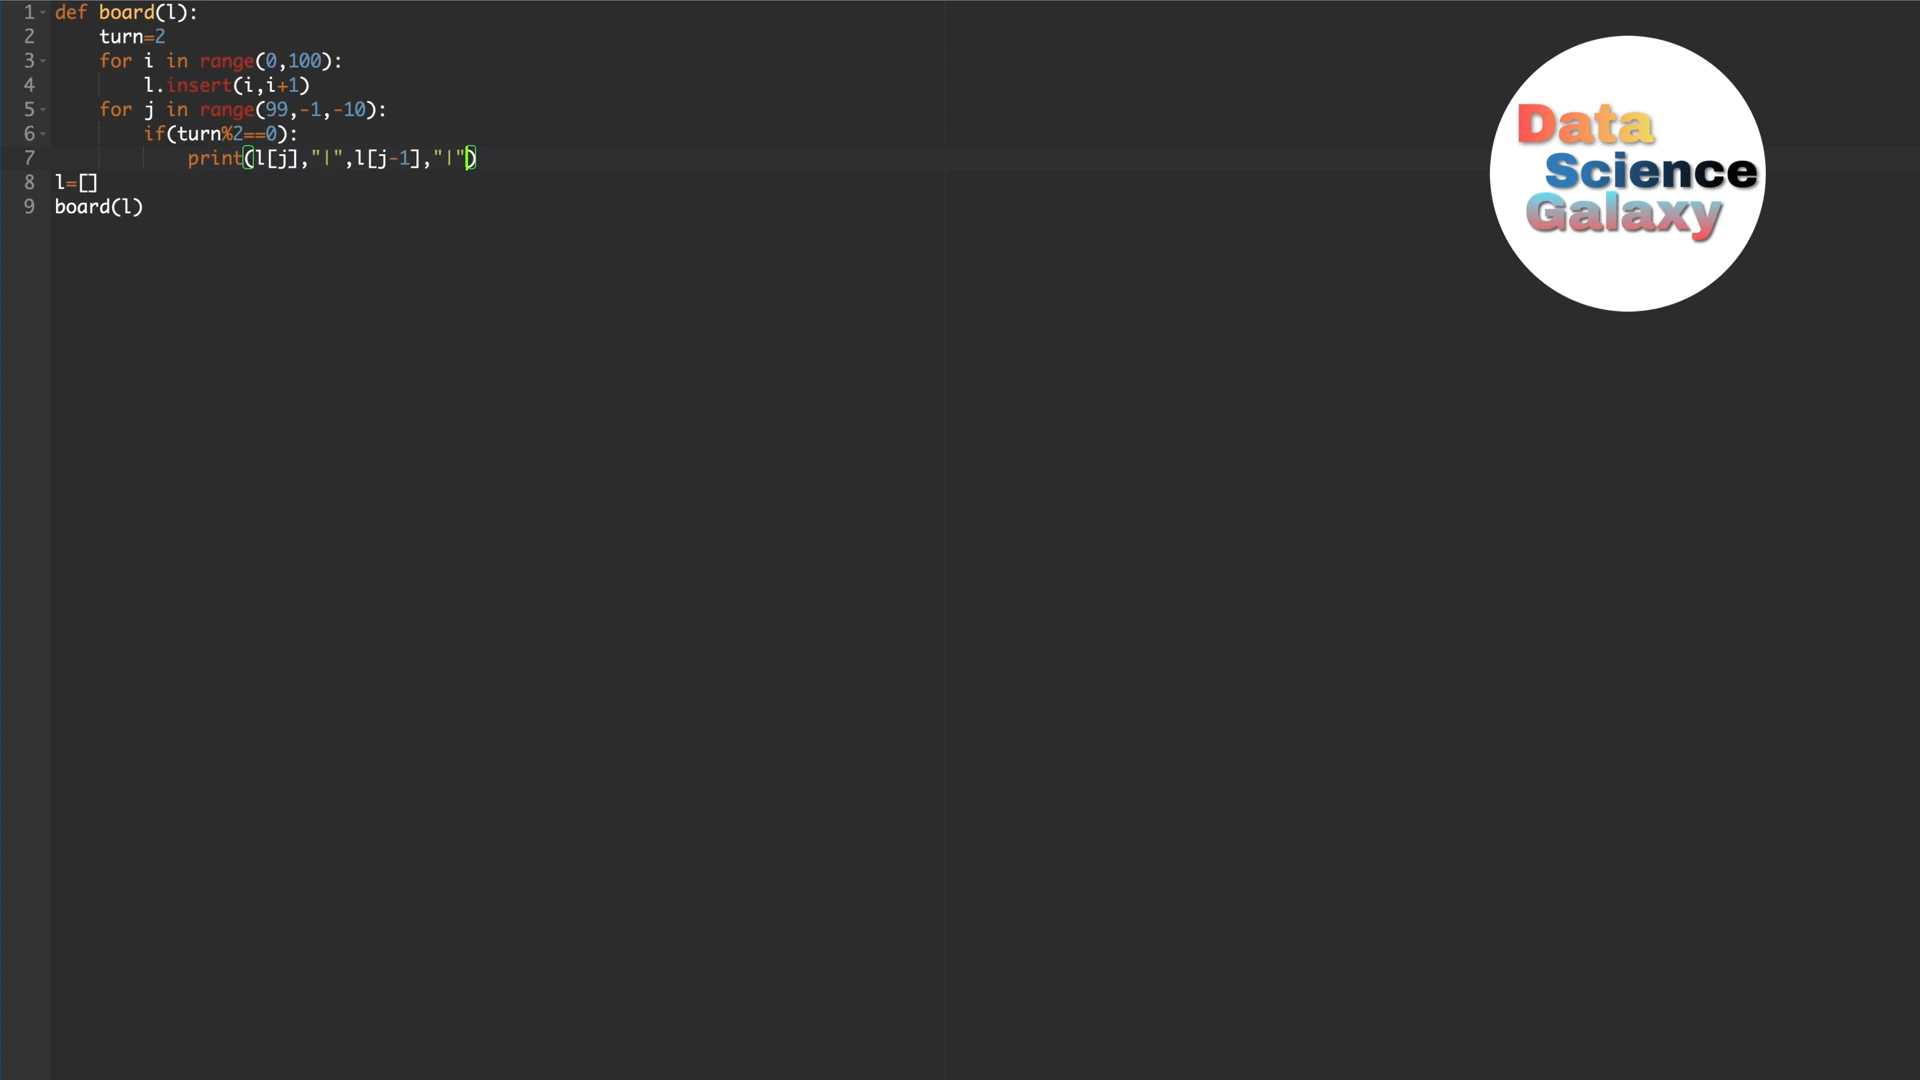 1 def board(l):
2 turn=2
3 for i in range(0,100):
4 l.insert(i,i+1)
5 for j in range(99,-1,-10):
6 if(turn%2==0):
7 print(l[j],"|",l[j-1],"|")
8 l=[]
9 board(l)
Data
Science
Galaxy